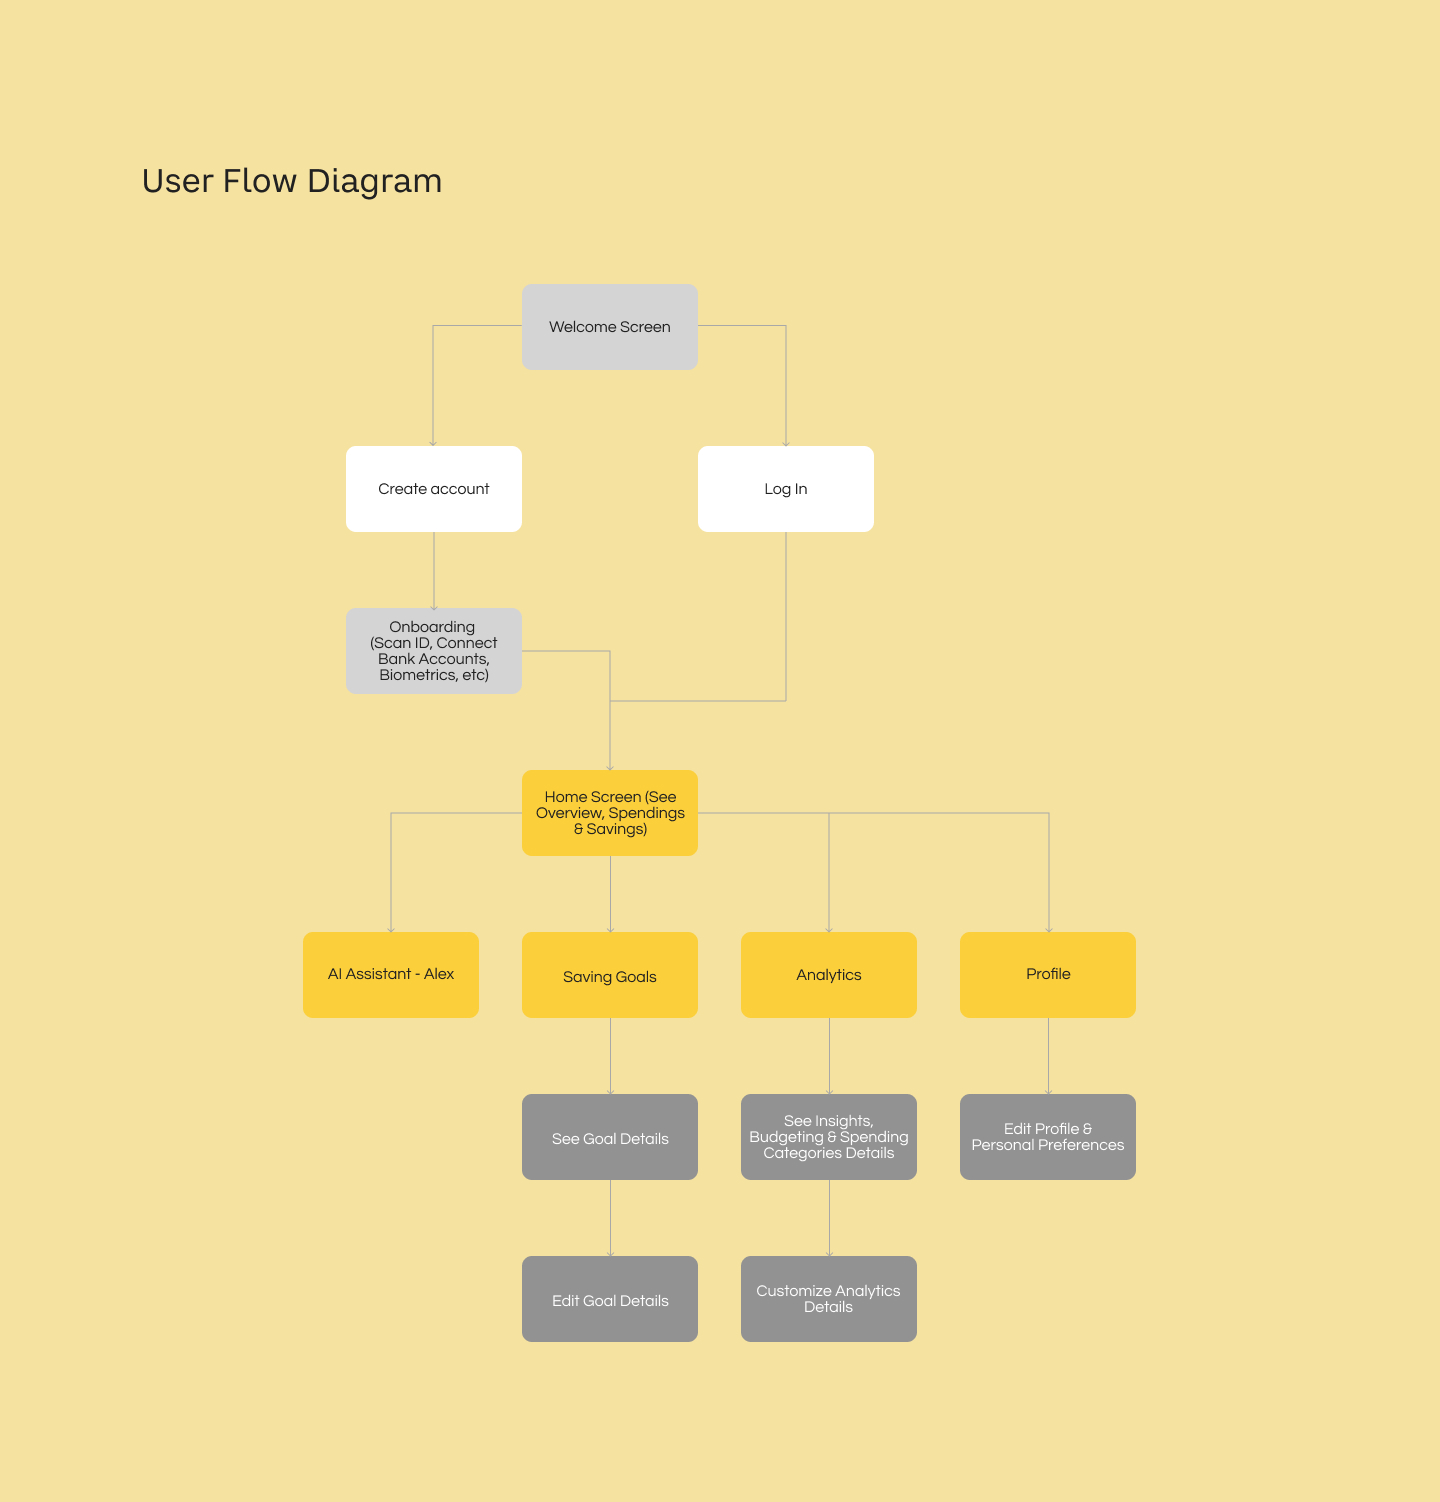 User Flow Diagram
Welcome Screen
Create account
Log In
Onboarding
(Scan ID, Connect
Bank Accounts,
Biometrics, etc)
Home Screen (See
Overview, Spendings
& Savings)
AI Assistant - Alex
Saving Goals
Analytics
Profile
See Goal Details
See Insights,
Budgeting & Spending
Categories Details
Edit Profile &
Personal Preferences
Edit Goal Details
Customize Analytics
Details